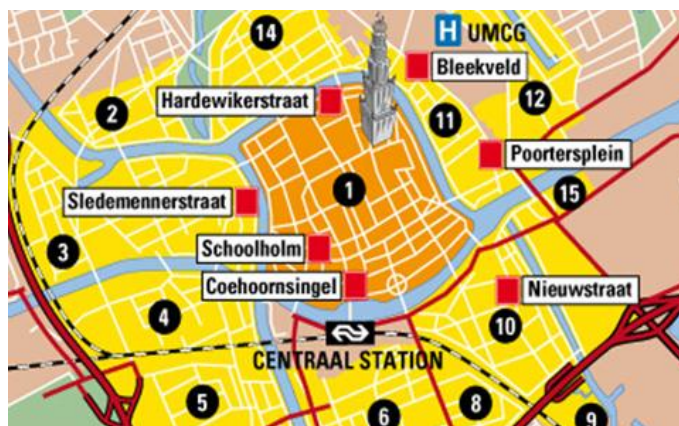 14
H UMCG
Bleekveld
Hardewikerstraat
2
12
11
Poortersplein
1
15
Sledemennerstraat
3
Schoolholm
Coehoornsingel
Nieuwstraat
4
10
CENTRAAL STATION
5
6
8
9